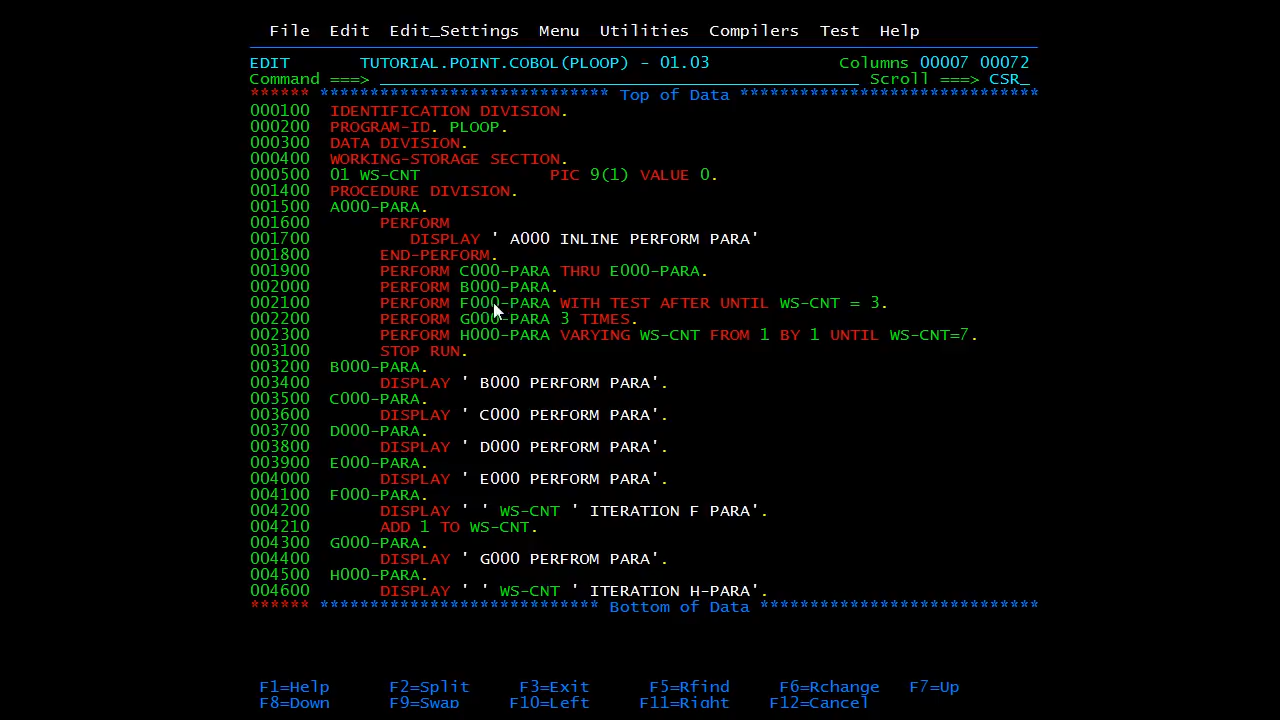 File  Edit  Edit_Settings  Menu  Utilities  Compilers  Test  Help
EDIT       TUTORIAL.POINT.COBOL(PLOOP) - 01.03             Columns 00007 00072
Command ===>                                                  Scroll ===> CSR
****** ***************************** Top of Data ******************************
000100  IDENTIFICATION DIVISION.
000200  PROGRAM-ID. PLOOP.
000300  DATA DIVISION.
000400  WORKING-STORAGE SECTION.
000500  01 WS-CNT             PIC 9(1) VALUE 0.
001400  PROCEDURE DIVISION.
001500  A000-PARA.
001600       PERFORM
001700          DISPLAY ' A000 INLINE PERFORM PARA'
001800       END-PERFORM.
001900       PERFORM C000-PARA THRU E000-PARA.
002000       PERFORM B000-PARA.
002100       PERFORM F000-PARA WITH TEST AFTER UNTIL WS-CNT = 3.
002200       PERFORM G000-PARA 3 TIMES.
002300       PERFORM H000-PARA VARYING WS-CNT FROM 1 BY 1 UNTIL WS-CNT=7.
003100       STOP RUN.
003200  B000-PARA.
003400       DISPLAY ' B000 PERFORM PARA'.
003500  C000-PARA.
003600       DISPLAY ' C000 PERFORM PARA'.
003700  D000-PARA.
003800       DISPLAY ' D000 PERFORM PARA'.
003900  E000-PARA.
004000       DISPLAY ' E000 PERFORM PARA'.
004100  F000-PARA.
004200       DISPLAY ' ' WS-CNT ' ITERATION F PARA'.
004210       ADD 1 TO WS-CNT.
004300  G000-PARA.
004400       DISPLAY ' G000 PERFROM PARA'.
004500  H000-PARA.
004600       DISPLAY ' ' WS-CNT ' ITERATION H-PARA'.
****** **************************** Bottom of Data ****************************
F1=Help      F2=Split     F3=Exit      F5=Rfind     F6=Rchange   F7=Up
F8=Down      F9=Swap     F10=Left     F11=Right    F12=Cancel